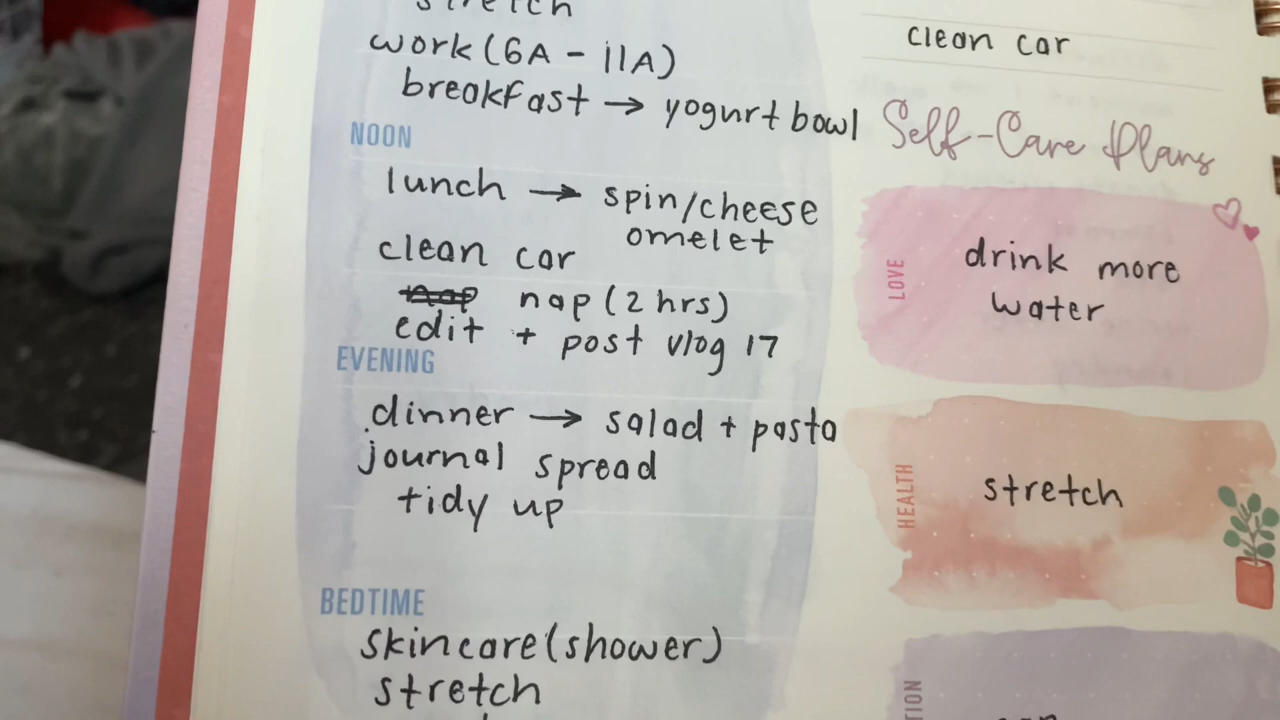 stretch
work (6A - 11A)
breakfast → yogurt bowl
NOON
lunch → spin/cheese
omelet
clean car
nap nap (2 hrs)
edit + post vlog 17
EVENING
dinner → salad + pasta
journal spread
tidy up
BEDTIME
skincare (shower)
stretch
clean car
Self-Care Plans
LOVE
drink more
water
HEALTH
stretch